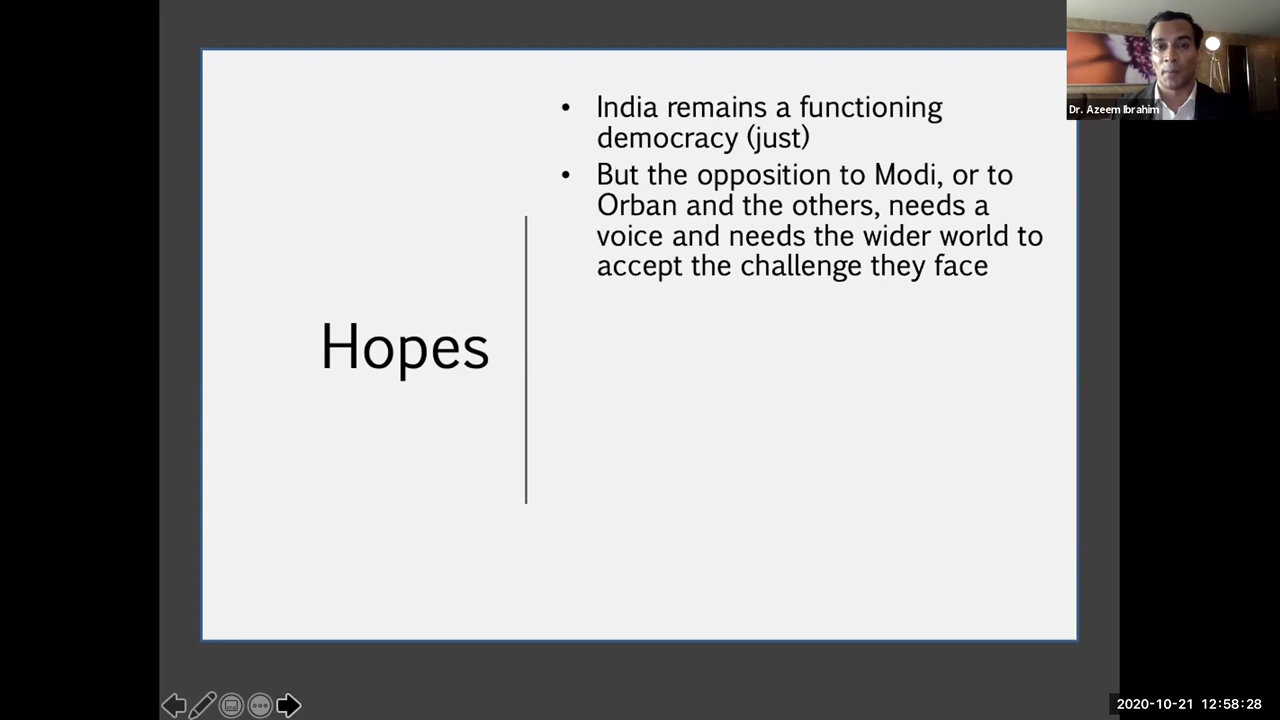 Dr. Azeem Ibrahim
• India remains a functioning
democracy (just)
• But the opposition to Modi, or to
Orban and the others, needs a
voice and needs the wider world to
accept the challenge they face
Hopes
2020-10-21 12:58:28